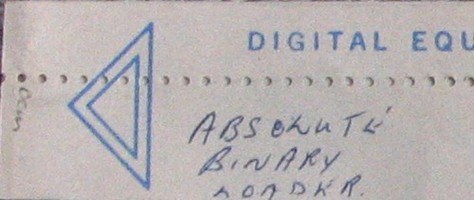 DIGITAL EQU
ABSOLUTE
BINARY
LOADER.